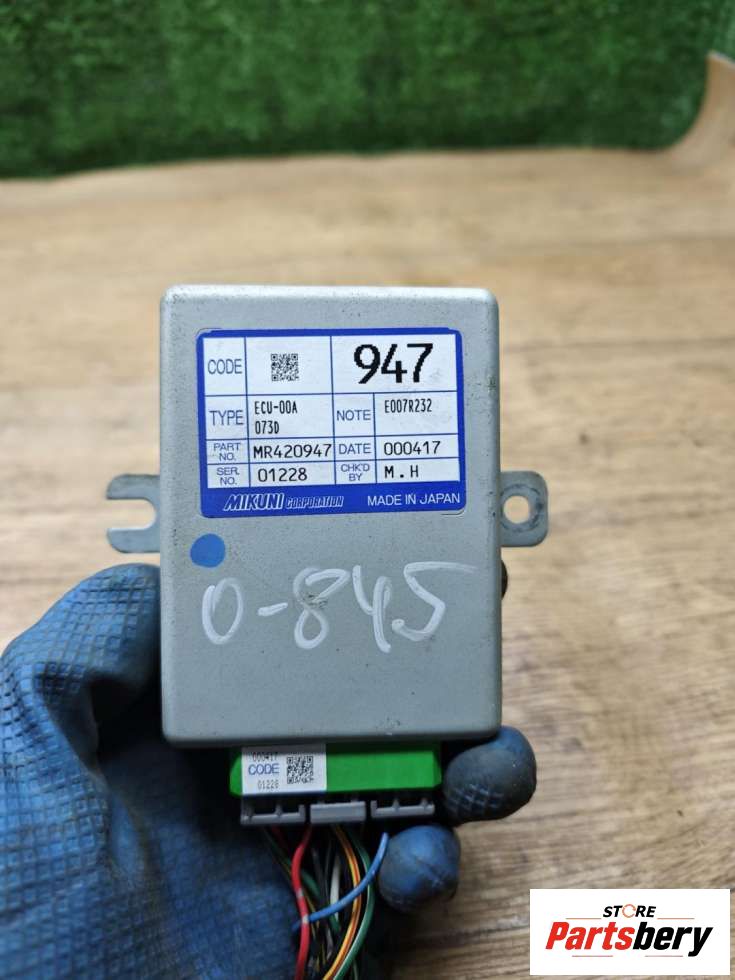 CODE 947
TYPE ECU-00A NOTE E007R232
073D
PART NO. MR420947 DATE 000417
SER. NO. 01228 CHK'D BY M.H
MIKUNI CORPORATION MADE IN JAPAN
0-845
000417
CODE
01228
STORE
Partsbery